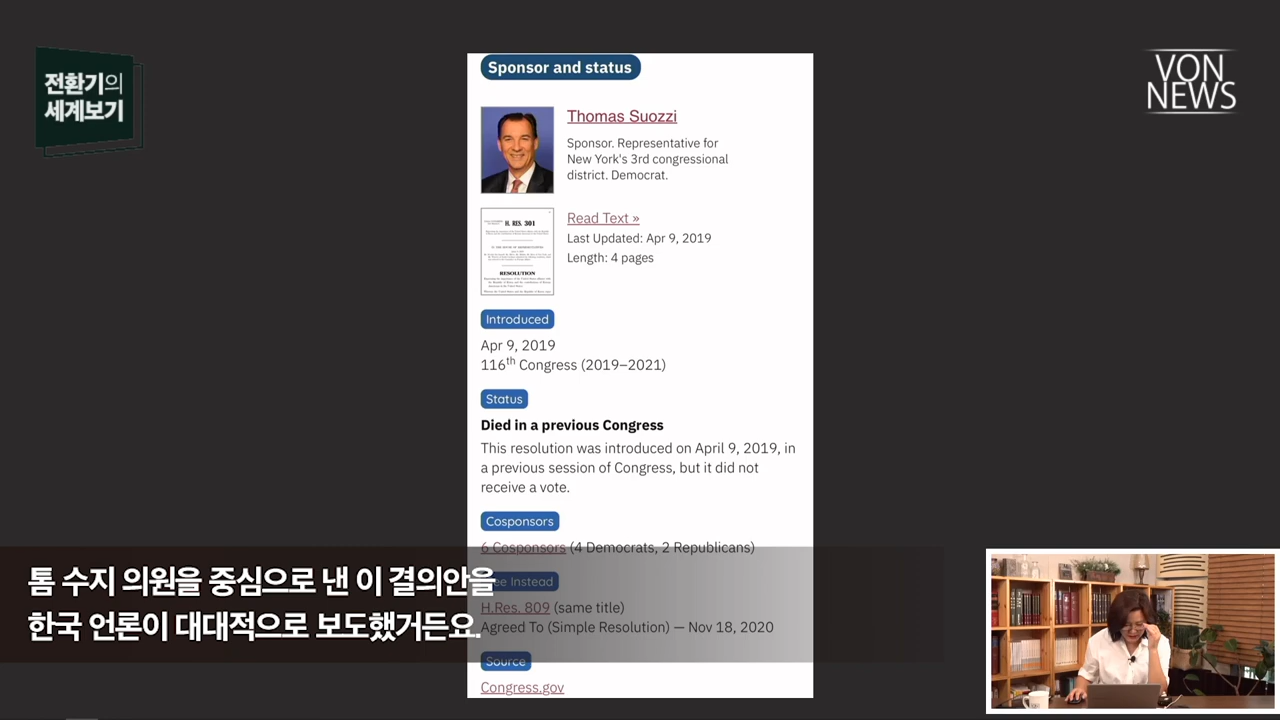 전환기의
세계보기
VON
NEWS
Sponsor and status
Thomas Suozzi
Sponsor. Representative for
New York's 3rd congressional
district. Democrat.
H. RES. 301
RESOLUTION
Read Text »
Last Updated: Apr 9, 2019
Length: 4 pages
Introduced
Apr 9, 2019
116th Congress (2019–2021)
Status
Died in a previous Congress
This resolution was introduced on April 9, 2019, in
a previous session of Congress, but it did not
receive a vote.
Cosponsors
6 Cosponsors (4 Democrats, 2 Republicans)
Instead
H.Res. 809 (same title)
Agreed To (Simple Resolution) — Nov 18, 2020
Source
Congress.gov
톰 수지 의원을 중심으로 낸 이 결의안을
한국 언론이 대대적으로 보도했거든요.